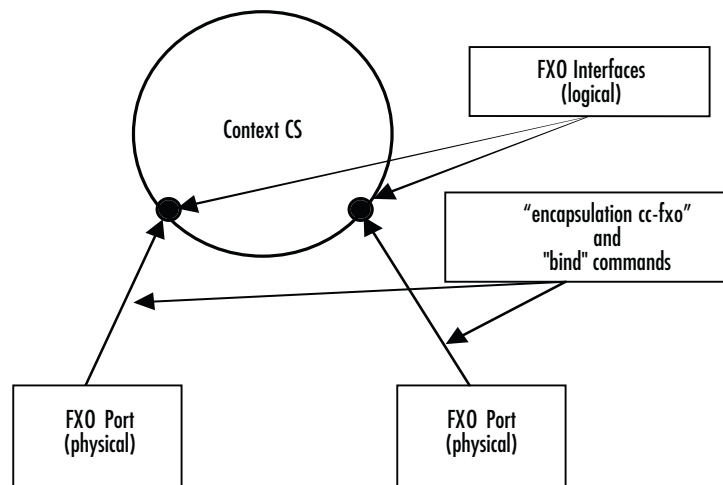 FXO Interfaces
(logical)
Context CS
“encapsulation cc-fxo”
and
"bind" commands
FXO Port
(physical)
FXO Port
(physical)